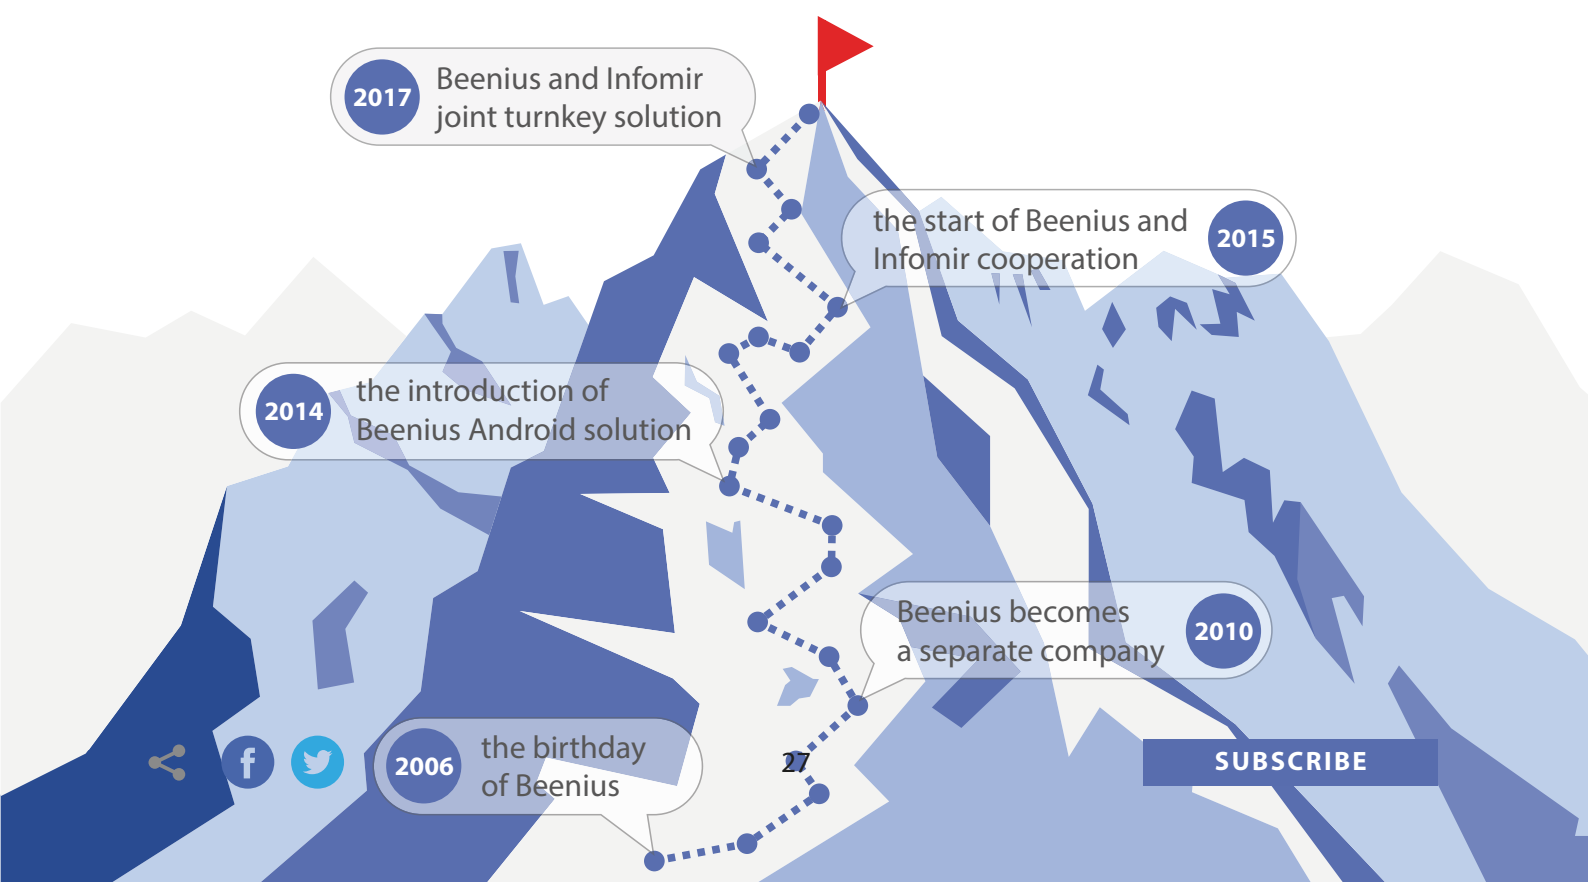 2017
Beenius and Infomir
joint turnkey solution
the start of Beenius and
Infomir cooperation
2015
2014
the introduction of
Beenius Android solution
Beenius becomes
a separate company
2010
2006
the birthday
of Beenius
27
SUBSCRIBE